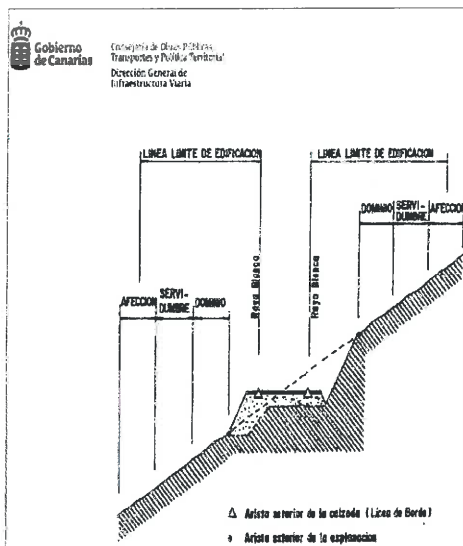 Gobierno
de Canarias
Consejería de Obras Públicas,
Transportes y Política Territorial
Dirección General de
Infraestructura Viaria
LINEA LIMITE DE EDIFICACION
LINEA LIMITE DE EDIFICACION
DOMINIO
SERVI-
DUMBRE
AFECCION
Raya Blanca
Raya Blanca
AFECCION
SERVI-
DUMBRE
DOMINIO
Arista exterior de la calzada (Linea de Borde)
Arista exterior de la explanacion